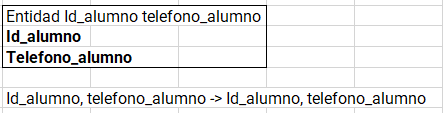 Entidad Id_alumno telefono_alumno
Id_alumno
Telefono_alumno
Id_alumno, telefono_alumno -> Id_alumno, telefono_alumno